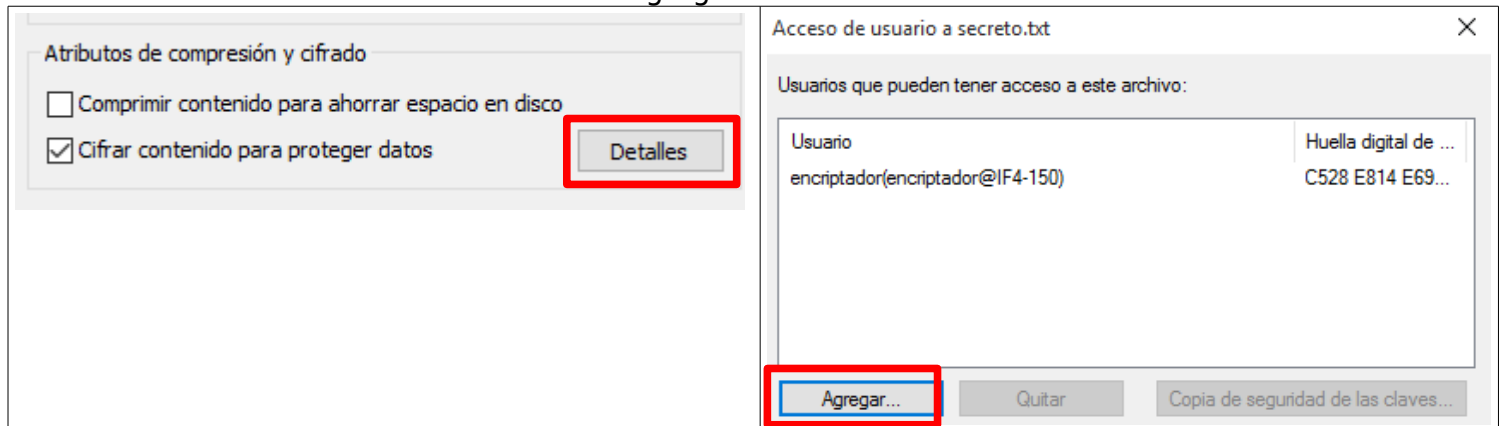 Atributos de compresión y cifrado
Comprimir contenido para ahorrar espacio en disco
Cifrar contenido para proteger datos
Detalles
Acceso de usuario a secreto.txt
Usuarios que pueden tener acceso a este archivo:
Usuario Huella digital de ...
encriptador(encriptador@IF4-150) C528 E814 E69...
Agregar... Quitar Copia de seguridad de las claves...